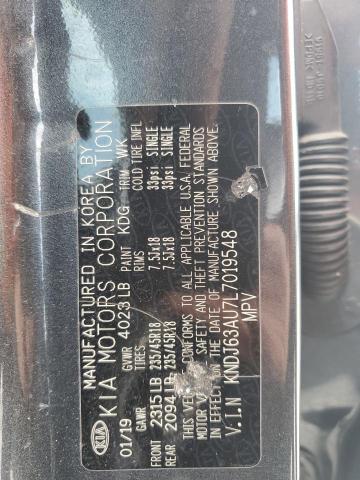 KIA
MANUFACTURED IN KOREA BY
KIA MOTORS CORPORATION
01/19 GVWR 4023LB PAINT KDG TRIM WK
GAWR TIRES RIMS COLD TIRE INFL
FRONT 2315LB 235/45R18 7.5JX18 33psi SINGLE
REAR 2094LB 235/45R18 7.5JX18 33psi SINGLE
THIS VEHICLE CONFORMS TO ALL APPLICABLE U.S.A. FEDERAL
MOTOR VEHICLE SAFETY AND THEFT PREVENTION STANDARDS
IN EFFECT ON THE DATE OF MANUFACTURE SHOWN ABOVE.
V.I.N KNDJ63AU7L7019548
MPV